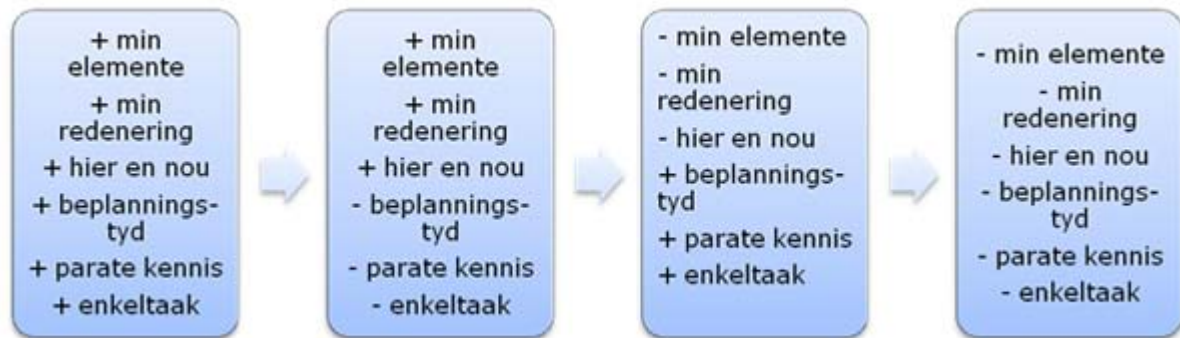 + min
elemente
+ min
redenering
+ hier en nou
+ beplannings-
tyd
+ parate kennis
+ enkeltaak
+ min
elemente
+ min
redenering
+ hier en nou
- beplannings-
tyd
- parate kennis
- enkeltaak
- min elemente
- min
redenering
- hier en nou
+ beplannings-
tyd
+ parate kennis
+ enkeltaak
- min elemente
- min
redenering
- hier en nou
- beplannings-
tyd
- parate kennis
- enkeltaak